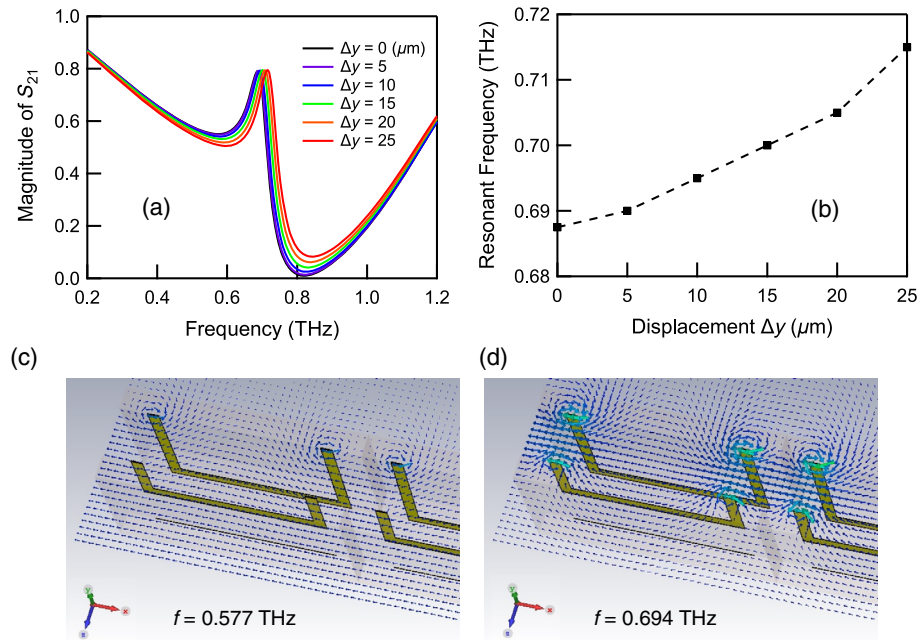 1.0
0.8
0.6
0.4
0.2
0.0
Magnitude of S21
Δy = 0 (μm)
Δy = 5
Δy = 10
Δy = 15
Δy = 20
Δy = 25
(a)
0.2 0.4 0.6 0.8 1.0 1.2
Frequency (THz)
0.71
0.70
0.69
0.68
Resonant Frequency (THz)
(b)
0 5 10 15 20 25
Displacement Δy (μm)
(c)
f = 0.577 THz
(d)
f = 0.694 THz